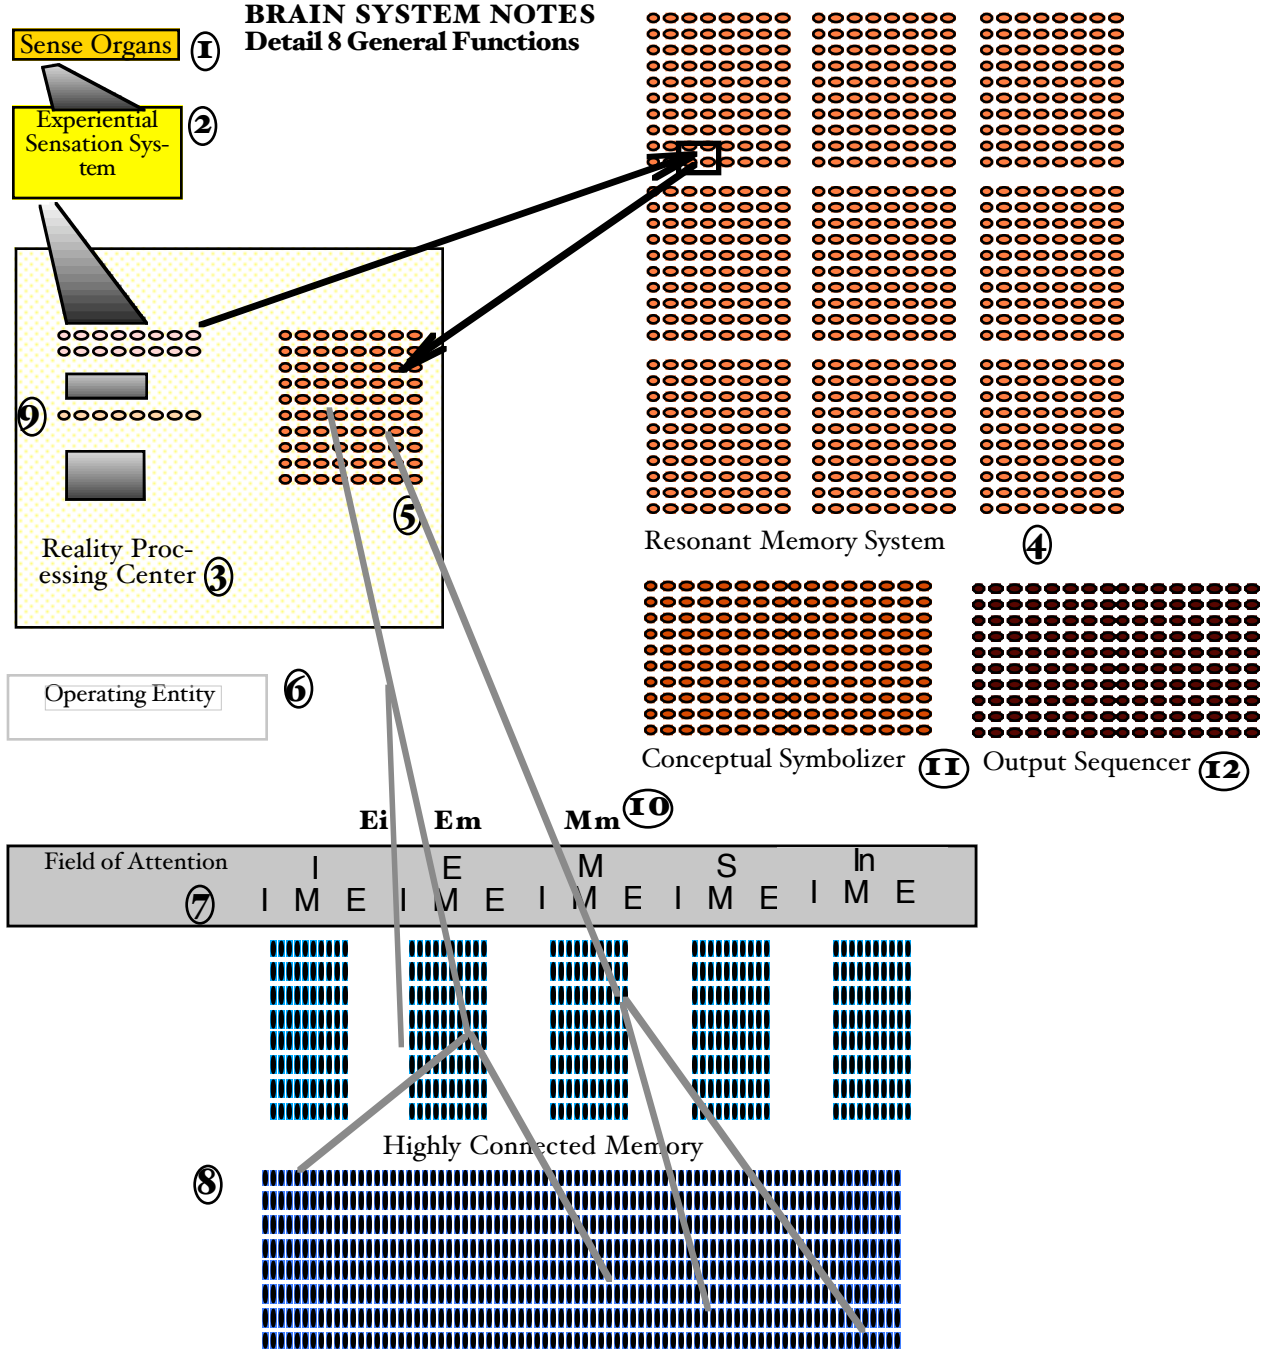 BRAIN SYSTEM NOTES
Detail 8 General Functions
Sense Organs
1
Experiential
Sensation Sys-
tem
2
9
5
Reality Proc-
essing Center
3
Resonant Memory System
4
Operating Entity
6
Conceptual Symbolizer
11
Output Sequencer
12
Ei Em Mm
10
Field of Attention
I E M S In
7
I M E I M E I M E I M E I M E
Highly Connected Memory
8